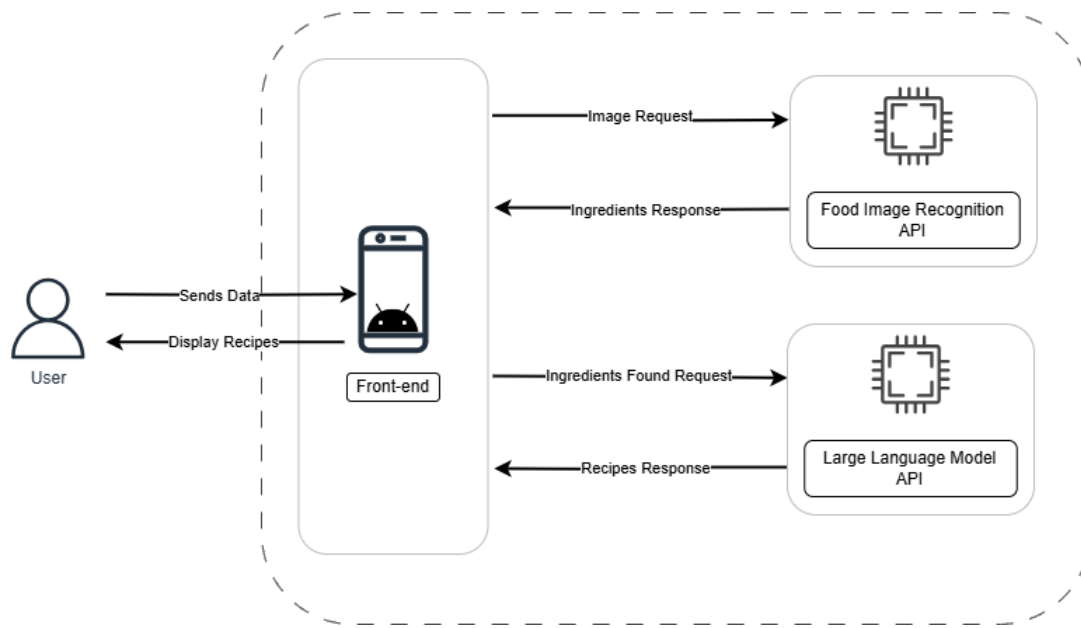 Image Request
Ingredients Response
Food Image Recognition
API
Sends Data
Display Recipes
User
Front-end
Ingredients Found Request
Recipes Response
Large Language Model
API